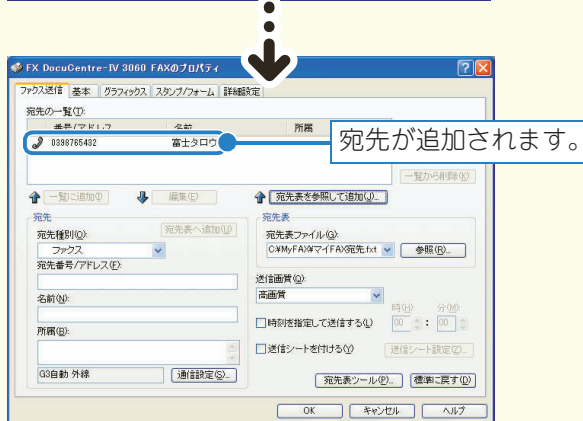 FX DocuCentre-IV 3060 FAXのプロパティ
ファクス送信 基本 グラフィックス スタンプ/フォーム 詳細設定
宛先の一覧(T):
番号/アドレス 名前 所属
0398765432 富士タロウ
宛先が追加されます。
一覧から削除(K)
一覧に追加(I) 編集(E) 宛先表を参照して追加(J)...
宛先
宛先種別(O): 宛先表へ追加(U)
ファクス
宛先番号/アドレス(F):
名前(N):
所属(R):
G3自動 外線 通信設定(S)...
宛先表
宛先表ファイル(G):
C:¥MyFAX¥マイFAX宛先.fxt 参照(R)...
送信画質(Q):
高画質
時(H): 分(M):
時刻を指定して送信する(L) 00 : 00
送信シートを付ける(Y) 送信シート設定(Z)...
宛先表ツール(P)... 標準に戻す(D)
OK キャンセル ヘルプ